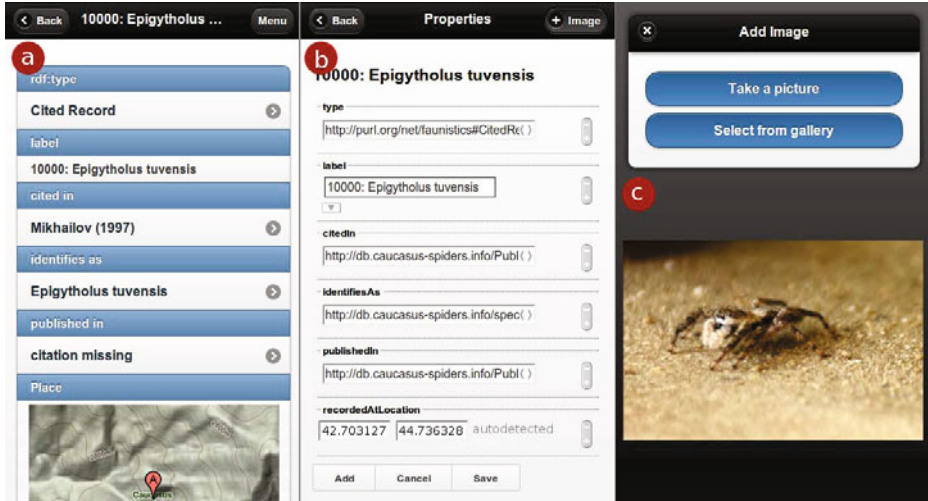 Back
10000: Epigytholus ...
Menu
a
rdf:type
Cited Record
label
10000: Epigytholus tuvensis
cited in
Mikhailov (1997)
identifies as
Epigytholus tuvensis
published in
citation missing
Place
A
Caucasus
Back
Properties
+ Image
b
10000: Epigytholus tuvensis
type
http://purl.org/net/faunistics#CitedRe()
label
10000: Epigytholus tuvensis
citedIn
http://db.caucasus-spiders.info/Publ()
identifiesAs
http://db.caucasus-spiders.info/spec()
publishedIn
http://db.caucasus-spiders.info/Publ()
recordedAtLocation
42.703127 44.736328 autodetected
Add Cancel Save
Add Image
Take a picture
Select from gallery
c